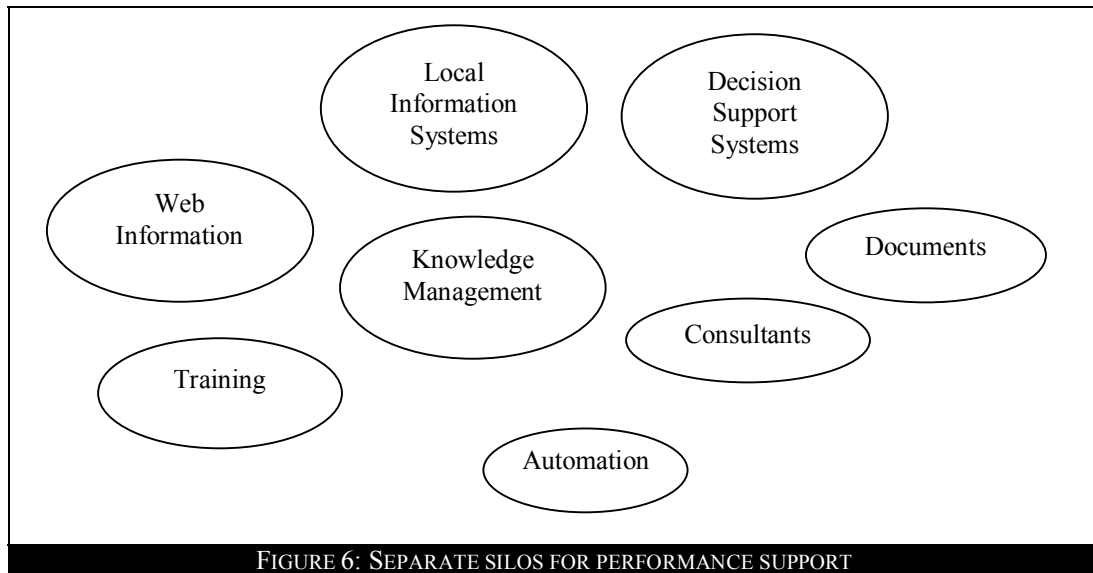 Local
Information
Systems
Decision
Support
Systems
Web
Information
Knowledge
Management
Documents
Consultants
Training
Automation
FIGURE 6: SEPARATE SILOS FOR PERFORMANCE SUPPORT